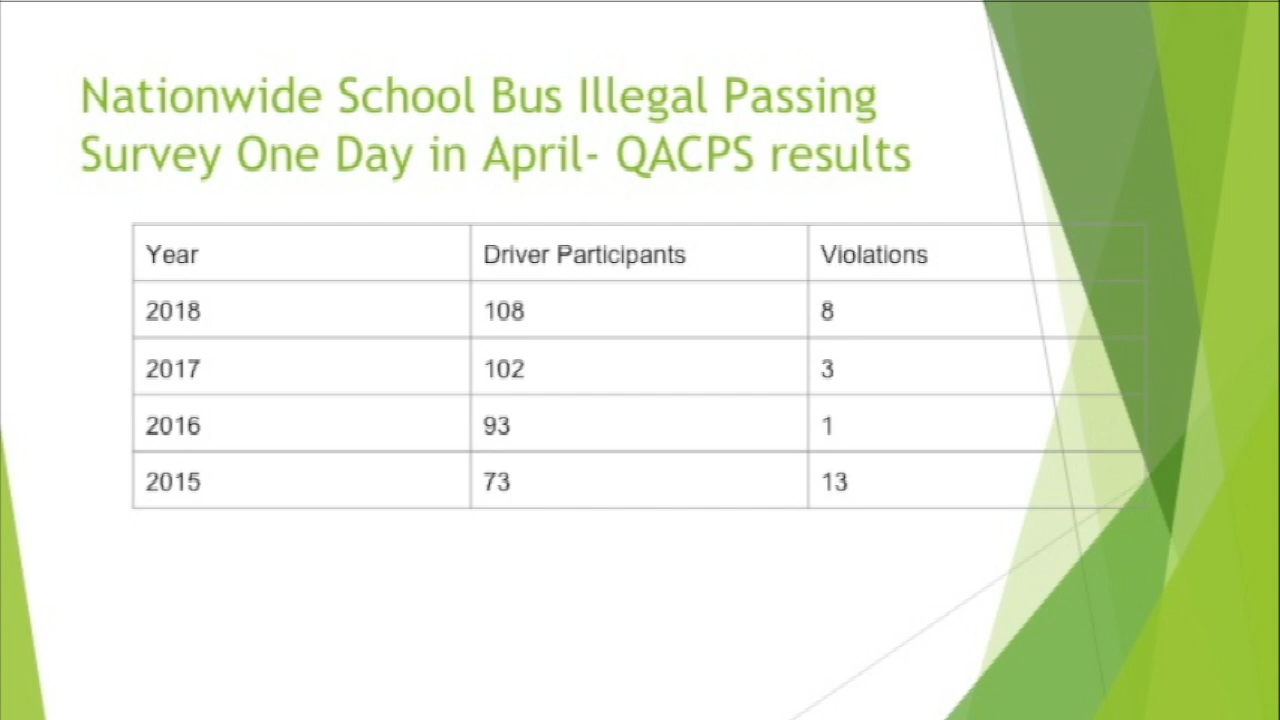 Nationwide School Bus Illegal Passing
Survey One Day in April- QACPS results
Year Driver Participants Violations
2018 108 8
2017 102 3
2016 93 1
2015 73 13